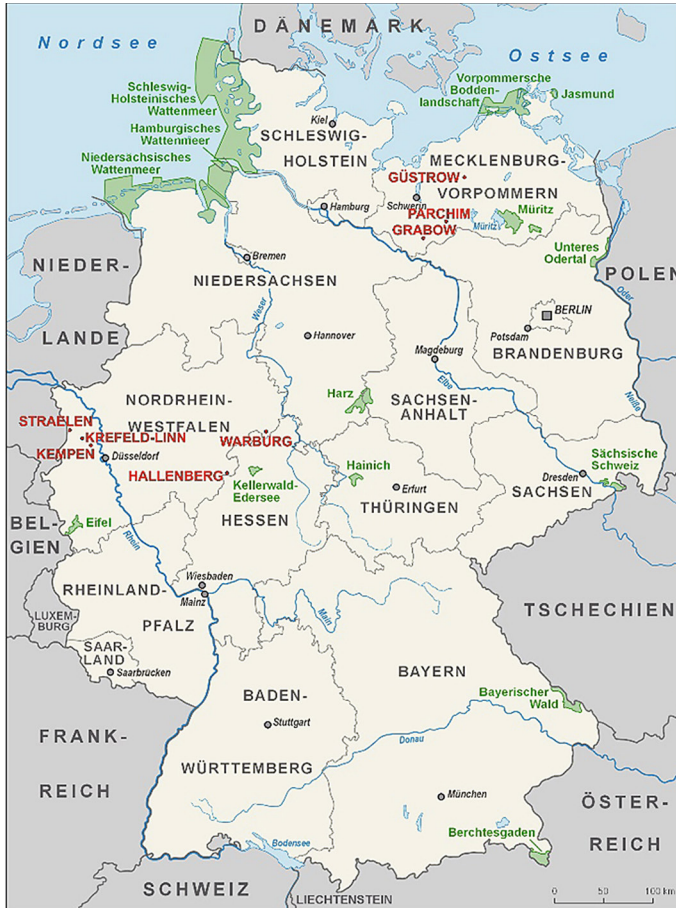 DÄNEMARK
Nordsee
Ostsee
Schleswig-
Holsteinisches
Wattenmeer
Hamburgisches
Wattenmeer
Niedersächsisches
Wattenmeer
Kiel
SCHLESWIG-
HOLSTEIN
Vorpommersche
Bodden-
landschaft
Jasmund
MECKLENBURG-
VORPOMMERN
GÜSTROW
Schwerin
PARCHIM
GRABOW
Müritz
Müritz
Hamburg
Unteres
Odertal
NIEDER-
LANDE
Bremen
NIEDERSACHSEN
Weser
Hannover
POLEN
Oder
BERLIN
Potsdam
BRANDENBURG
Magdeburg
Elbe
SACHSEN-
ANHALT
Neiße
NORDRHEIN-
WESTFALEN
STRAELEN
KREFELD-LINN
KEMPEN
Düsseldorf
WARBURG
HALLENBERG
Harz
Kellerwald-
Edersee
HESSEN
Hainich
Erfurt
THÜRINGEN
Dresden
SACHSEN
Sächsische
Schweiz
BEL-
GIEN
Eifel
Rhein
RHEINLAND-
PFALZ
Wiesbaden
Mainz
Main
LUXEM-
BURG
SAAR-
LAND
Saarbrücken
TSCHECHIEN
BAYERN
Bayerischer
Wald
BADEN-
WÜRTTEMBERG
Stuttgart
Donau
FRANK-
REICH
München
ÖSTER-
REICH
Berchtesgaden
Bodensee
SCHWEIZ
LIECHTENSTEIN
0 50 100
km